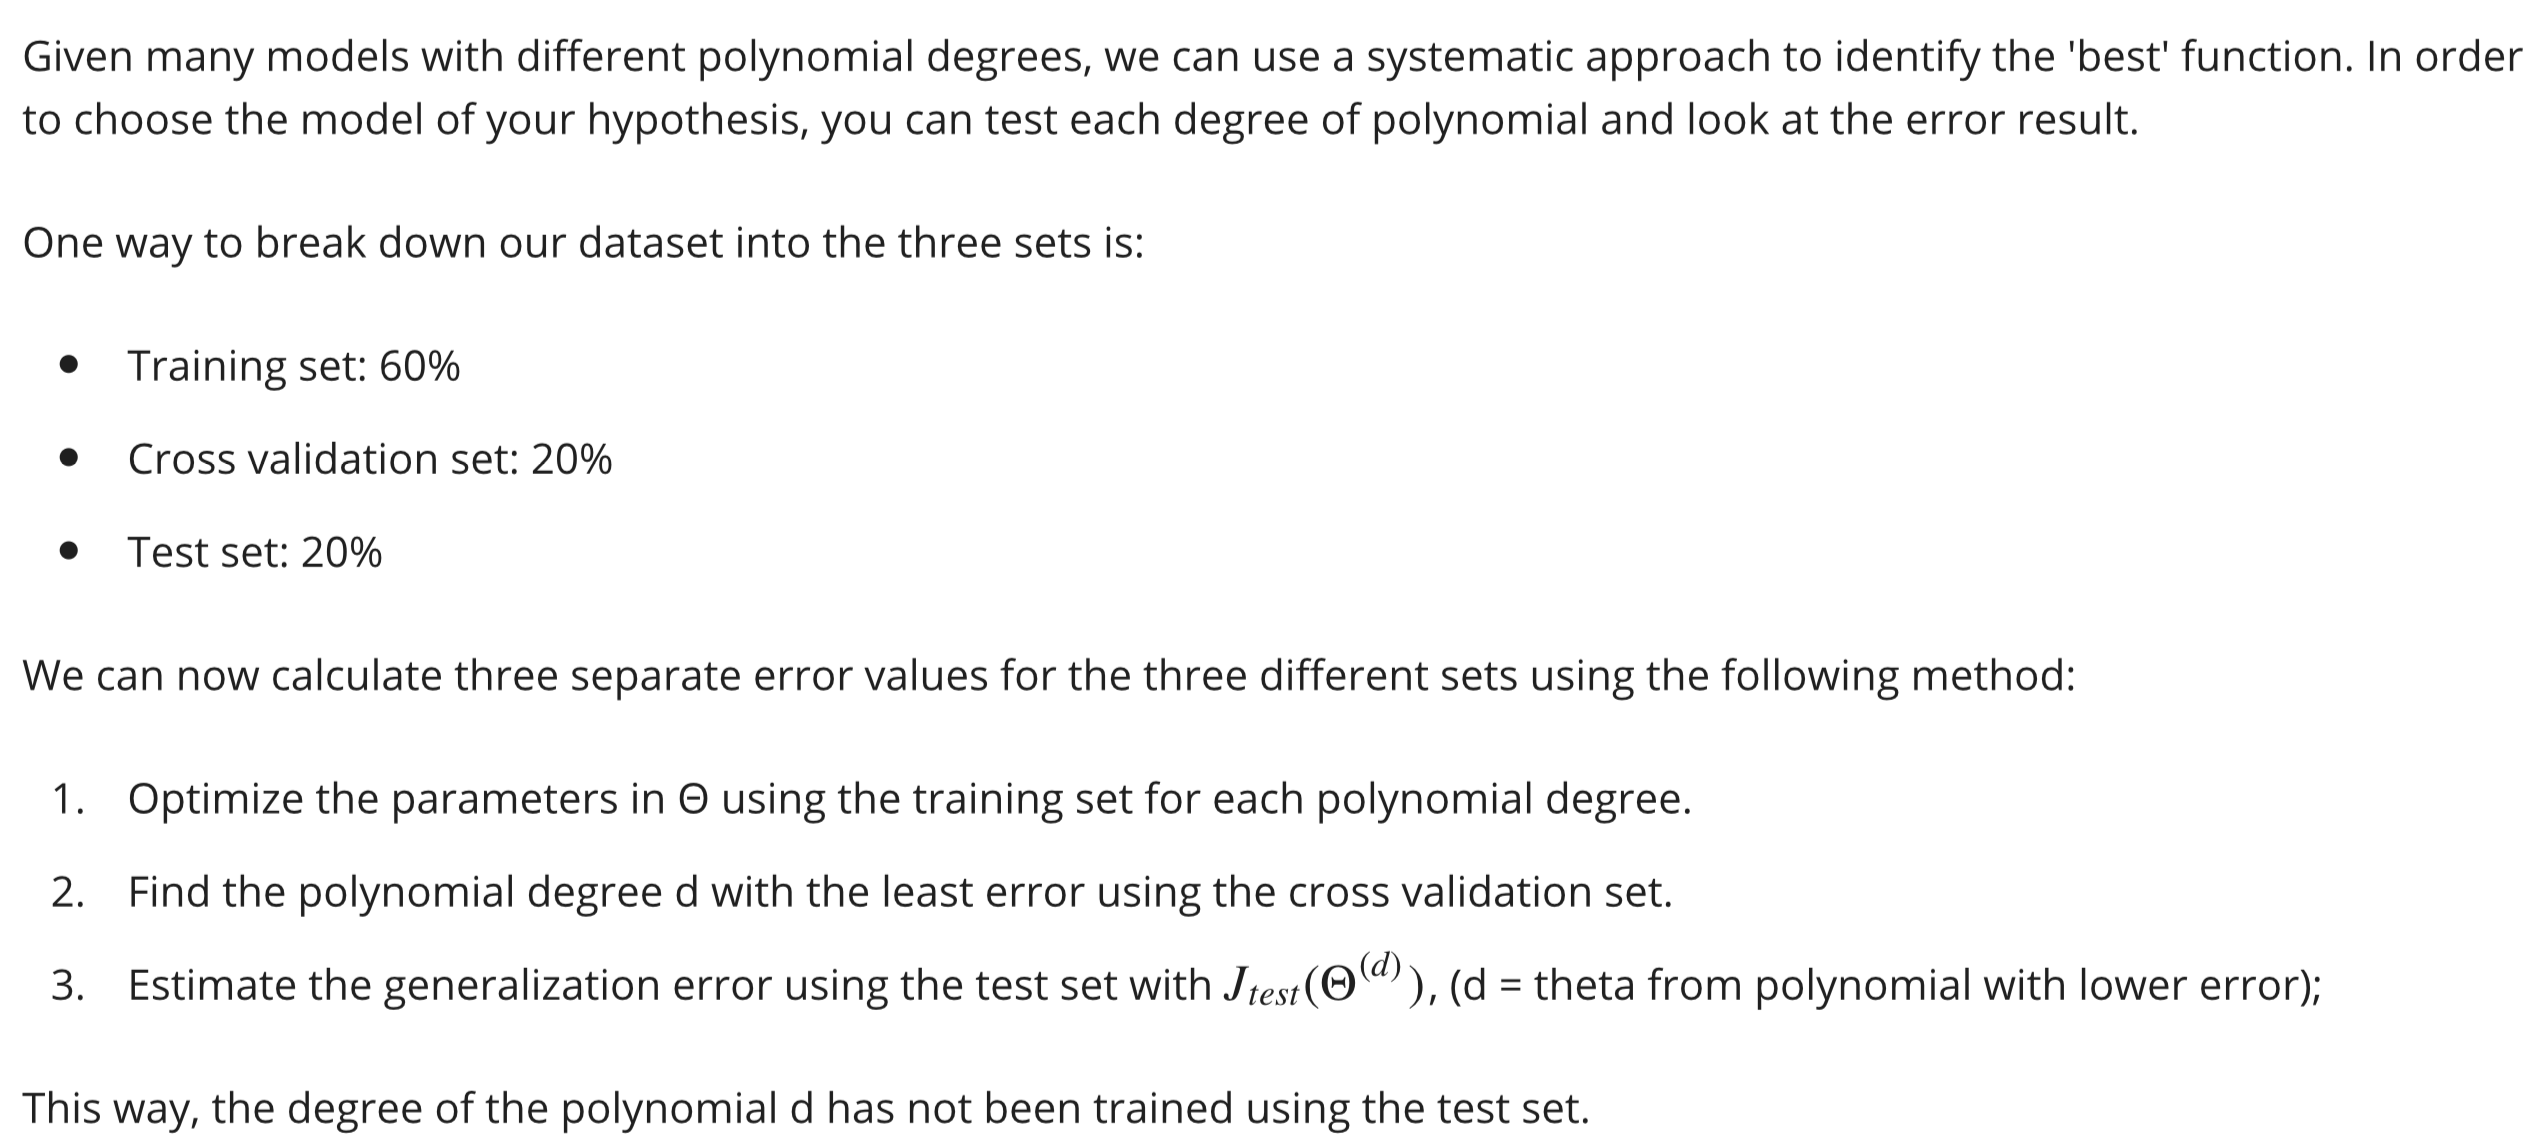 Given many models with different polynomial degrees, we can use a systematic approach to identify the 'best' function. In order
to choose the model of your hypothesis, you can test each degree of polynomial and look at the error result.
One way to break down our dataset into the three sets is:
• Training set: 60%
• Cross validation set: 20%
• Test set: 20%
We can now calculate three separate error values for the three different sets using the following method:
1. Optimize the parameters in Θ using the training set for each polynomial degree.
2. Find the polynomial degree d with the least error using the cross validation set.
3. Estimate the generalization error using the test set with $J_{test}(\Theta^{(d)})$, (d = theta from polynomial with lower error);
This way, the degree of the polynomial d has not been trained using the test set.